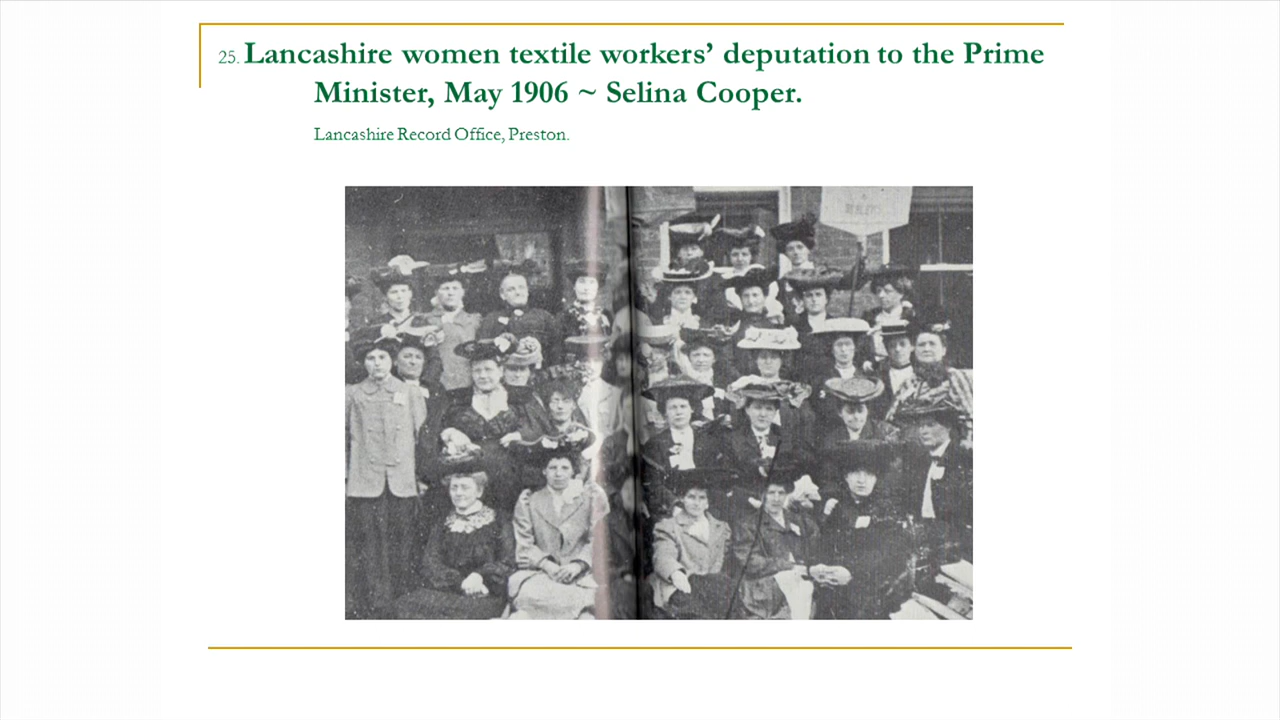 25. Lancashire women textile workers’ deputation to the Prime
Minister, May 1906 ~ Selina Cooper.
Lancashire Record Office, Preston.